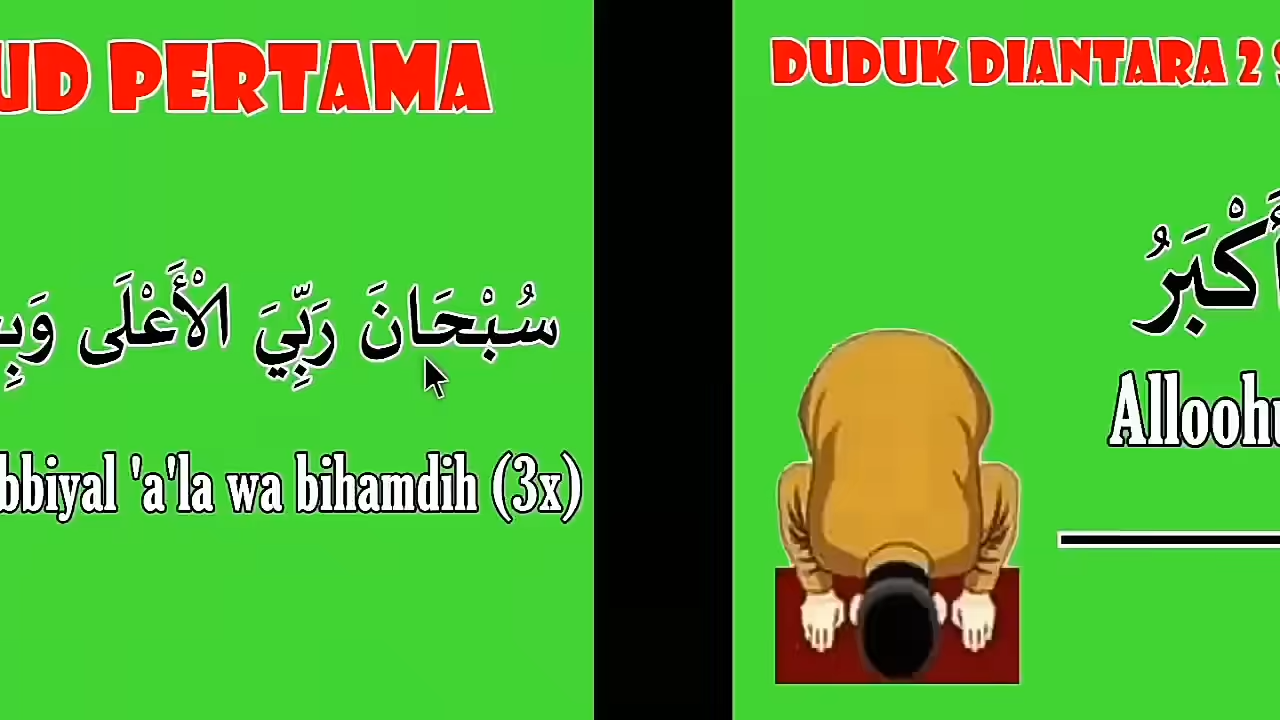 UD PERTAMA
سُبْحَانَ رَبِّيَ الْأَعْلَى وَبِ
bbiyal 'a'la wa bihamdih (3x)
DUDUK DIANTARA 2 S
أَكْبَرُ
Allooh